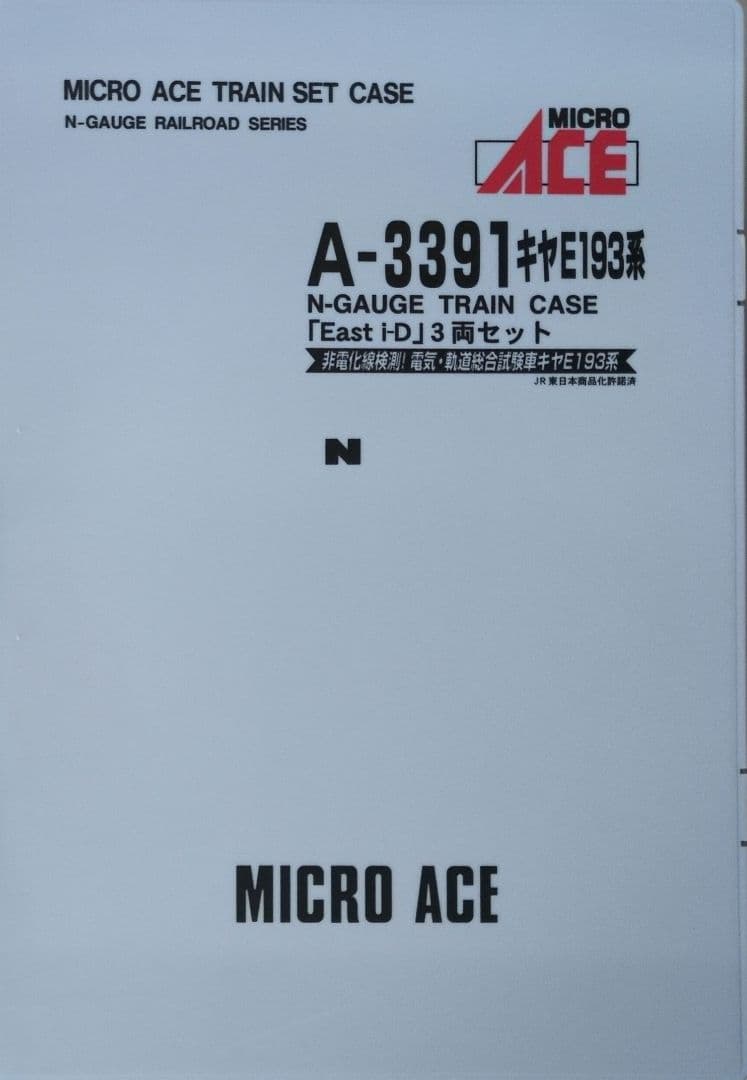 MICRO ACE TRAIN SET CASE
N-GAUGE RAILROAD SERIES
MICRO
ACE
A-3391キヤE193系
N-GAUGE TRAIN CASE
「East i-D」3両セット
非電化線検測!電気・軌道総合試験車キヤE193系
JR東日本商品化許諾済
N
MICRO ACE